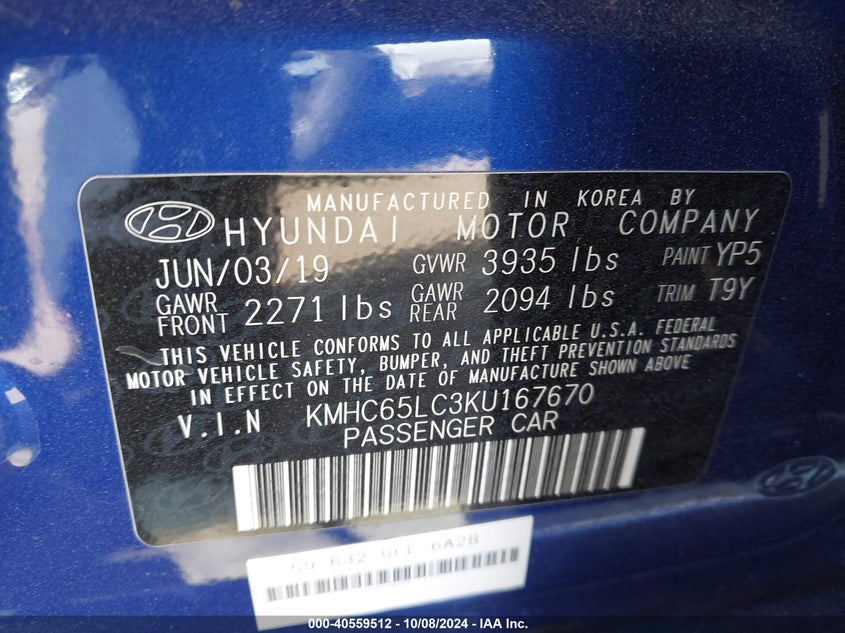 MANUFACTURED IN KOREA BY
HYUNDAI MOTOR COMPANY
JUN/03/19 GVWR 3935 lbs PAINT YP5
GAWR FRONT 2271 lbs GAWR REAR 2094 lbs TRIM T9Y
THIS VEHICLE CONFORMS TO ALL APPLICABLE U.S.A. FEDERAL
MOTOR VEHICLE SAFETY, BUMPER, AND THEFT PREVENTION STANDARDS
IN EFFECT ON THE DATE OF MANUFACTURE SHOWN ABOVE
V.I.N KMHC65LC3KU167670
PASSENGER CAR
000-40559512 - 10/08/2024 - IAA Inc.